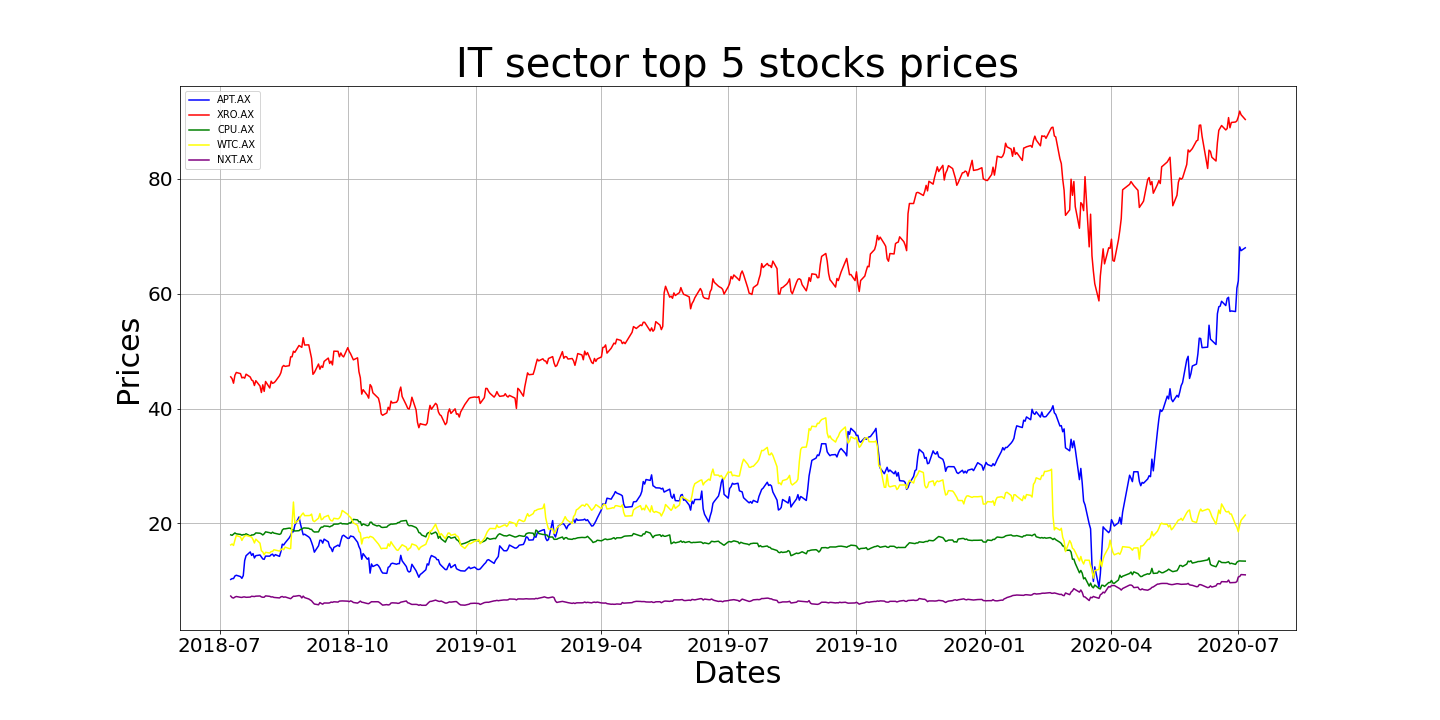 IT sector top 5 stocks prices
APT.AX
XRO.AX
CPU.AX
WTC.AX
NXT.AX
Prices
80
60
40
20
2018-07 2018-10 2019-01 2019-04 2019-07 2019-10 2020-01 2020-04 2020-07
Dates